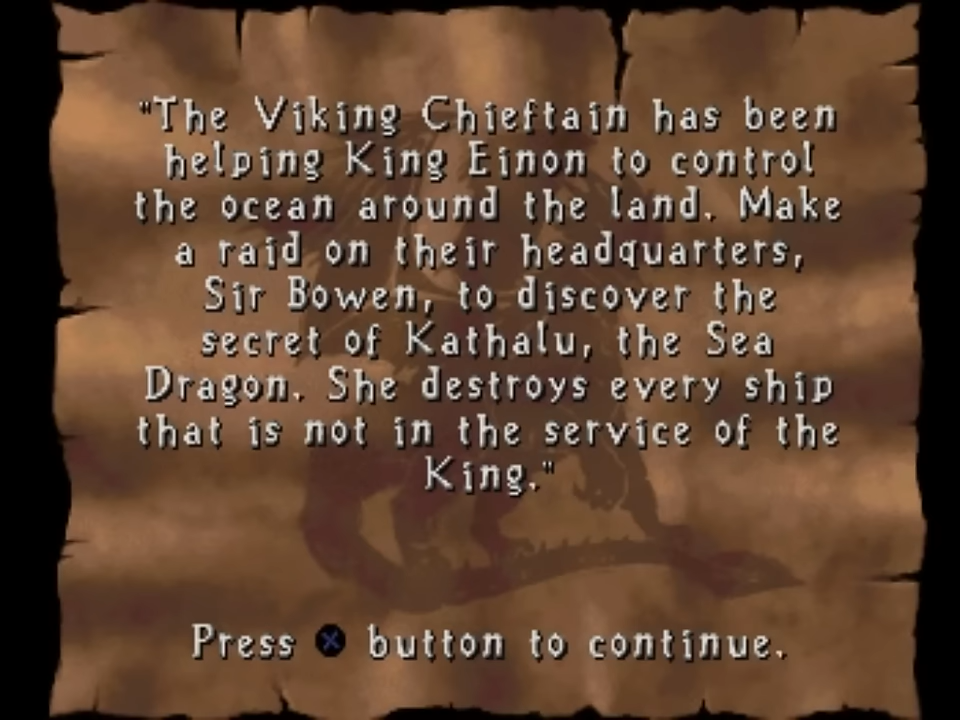 "The Viking Chieftain has been
helping King Einon to control
the ocean around the land. Make
a raid on their headquarters,
Sir Bowen, to discover the
secret of Kathalu, the Sea
Dragon. She destroys every ship
that is not in the service of the
King."
Press X button to continue.